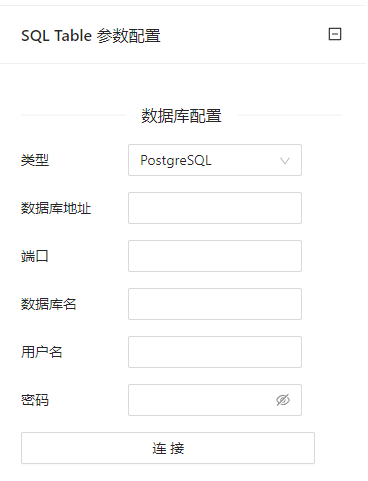 SQL Table 参数配置
数据库配置
类型 PostgreSQL
数据库地址
端口
数据库名
用户名
密码
连 接